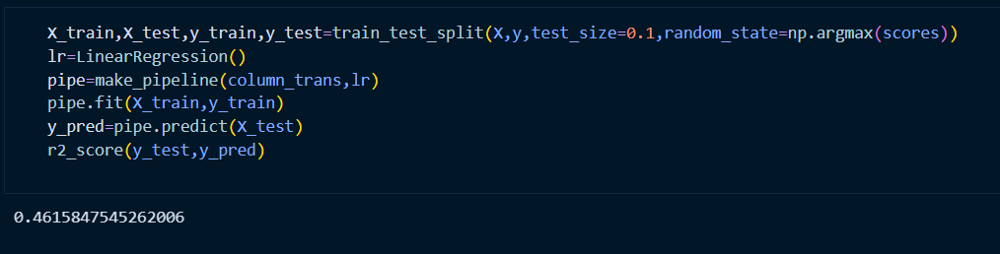 X_train,X_test,y_train,y_test=train_test_split(X,y,test_size=0.1,random_state=np.argmax(scores))
lr=LinearRegression()
pipe=make_pipeline(column_trans,lr)
pipe.fit(X_train,y_train)
y_pred=pipe.predict(X_test)
r2_score(y_test,y_pred)
0.4615847545262006